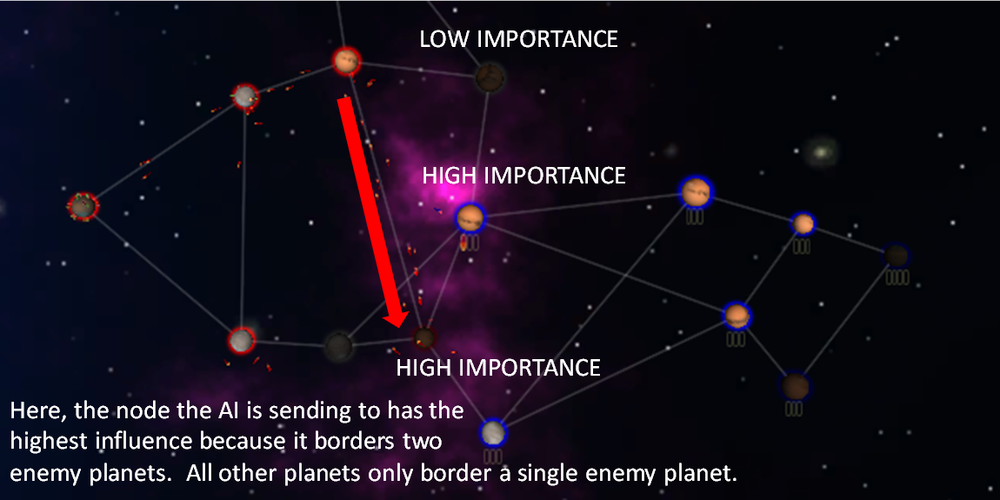 LOW IMPORTANCE
HIGH IMPORTANCE
HIGH IMPORTANCE
Here, the node the AI is sending to has the
highest influence because it borders two
enemy planets.  All other planets only border a single enemy planet.